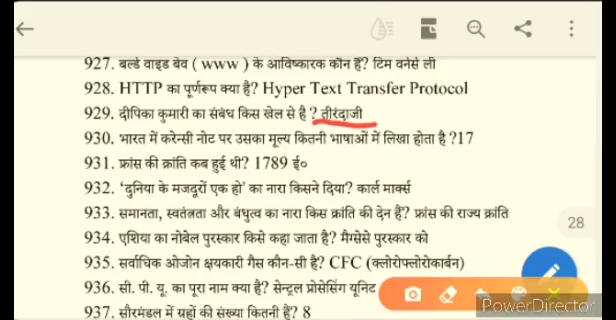 927. बर्ल्ड वाइड बेव ( www ) के आविष्कारक कौन हैं? टिम वर्नर्स ली
928. HTTP का पूर्णरूप क्या है? Hyper Text Transfer Protocol
929. दीपिका कुमारी का संबंध किस खेल से है ? तीरंदाजी
930. भारत में करेन्सी नोट पर उसका मूल्य कितनी भाषाओं में लिखा होता है ?17
931. फ्रांस की क्रांति कब हुई थी? 1789 ई०
932. ‘दुनिया के मजदूरों एक हो’ का नारा किसने दिया? कार्ल मार्क्स
933. समानता, स्वतंत्रता और बंधुत्व का नारा किस क्रांति की देन हैं? फ्रांस की राज्य क्रांति
28
934. एशिया का नोबेल पुरस्कार किसे कहा जाता है? मैग्सेसे पुरस्कार को
935. सर्वाधिक ओजोन क्षयकारी गैस कौन-सी है? CFC (क्लोरोफ्लोरोकार्बन)
936. सी. पी. यू. का पूरा नाम क्या है? सेन्ट्रल प्रोसेसिंग यूनिट
937. सौरमंडल में ग्रहों की संख्या कितनी हैं? 8
PowerDirector